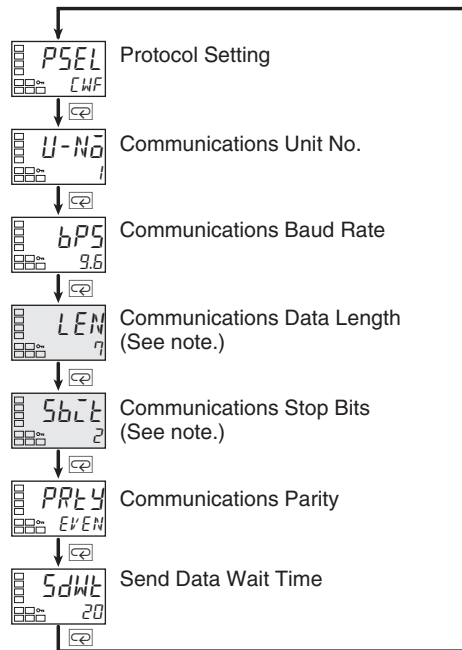 PSEL
CWF
Protocol Setting
U-No
1
Communications Unit No.
bPS
9.6
Communications Baud Rate
LEN
7
Communications Data Length
(See note.)
Sbit
2
Communications Stop Bits
(See note.)
PRtY
EVEN
Communications Parity
SdWt
20
Send Data Wait Time